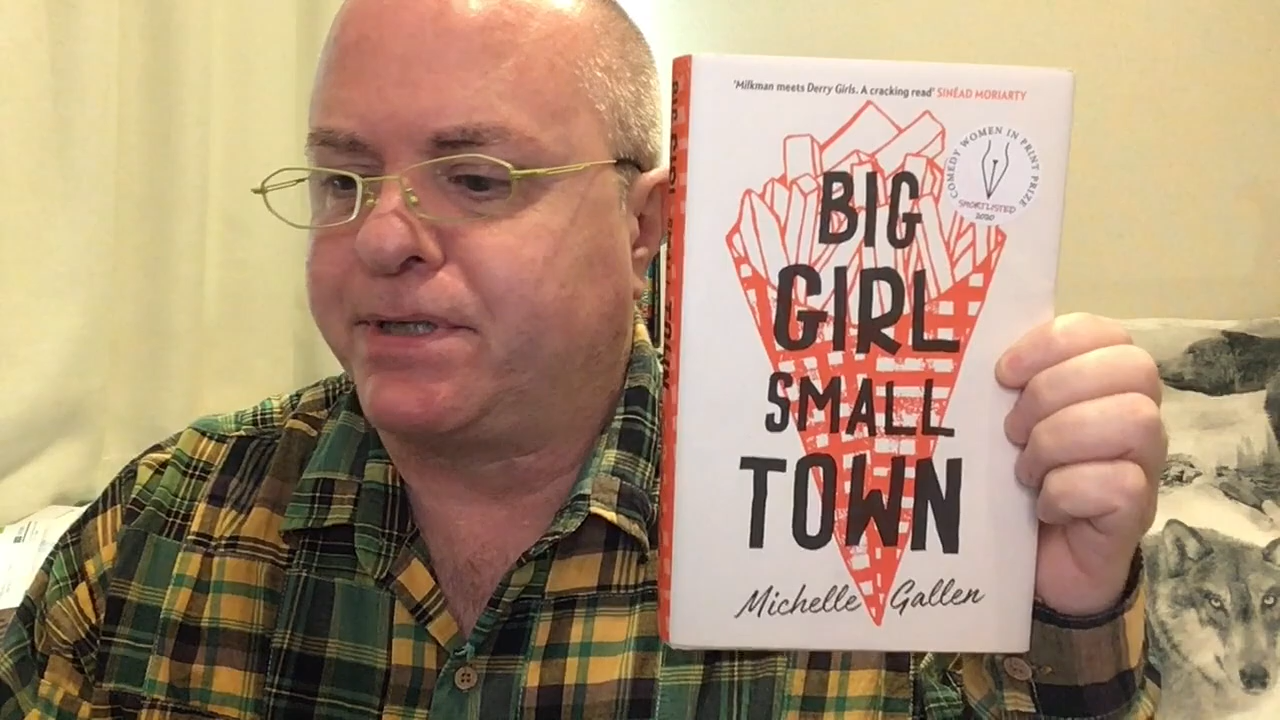 'Milkman meets Derry Girls. A cracking read' SINÉAD MORIARTY
COMEDY WOMEN IN PRINT PRIZE
SHORTLISTED
2020
BIG
GIRL
SMALL
TOWN
Michelle Gallen